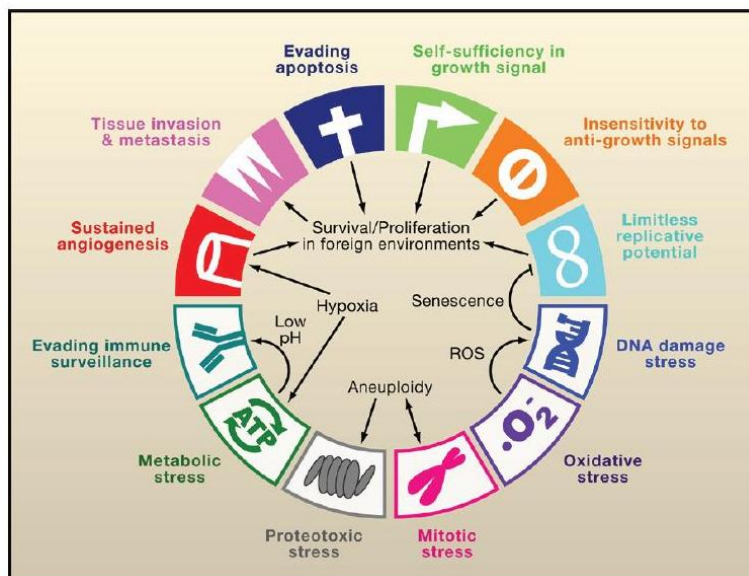 Evading
apoptosis
Self-sufficiency in
growth signal
Tissue invasion
& metastasis
Insensitivity to
anti-growth signals
Sustained
angiogenesis
Survival/Proliferation
in foreign environments
Limitless
replicative
potential
Hypoxia
Senescence
Evading immune
surveillance
Low
pH
ROS
DNA damage
stress
Aneuploidy
ATP
·O₂⁻
Metabolic
stress
Oxidative
stress
Proteotoxic
stress
Mitotic
stress